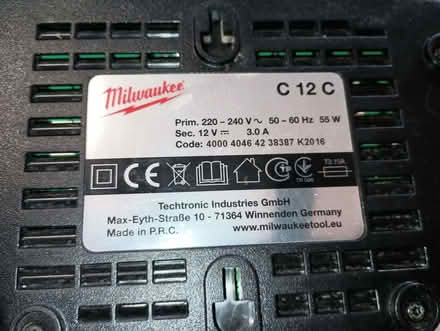 Milwaukee
C 12 C
Prim. 220 - 240 V ~ 50 - 60 Hz 55 W
Sec. 12 V ⎓ 3.0 A
Code: 4000 4046 42 38387 K2016
CE
Techtronic Industries GmbH
Max-Eyth-Straße 10 - 71364 Winnenden Germany
Made in P.R.C. www.milwaukeetool.eu